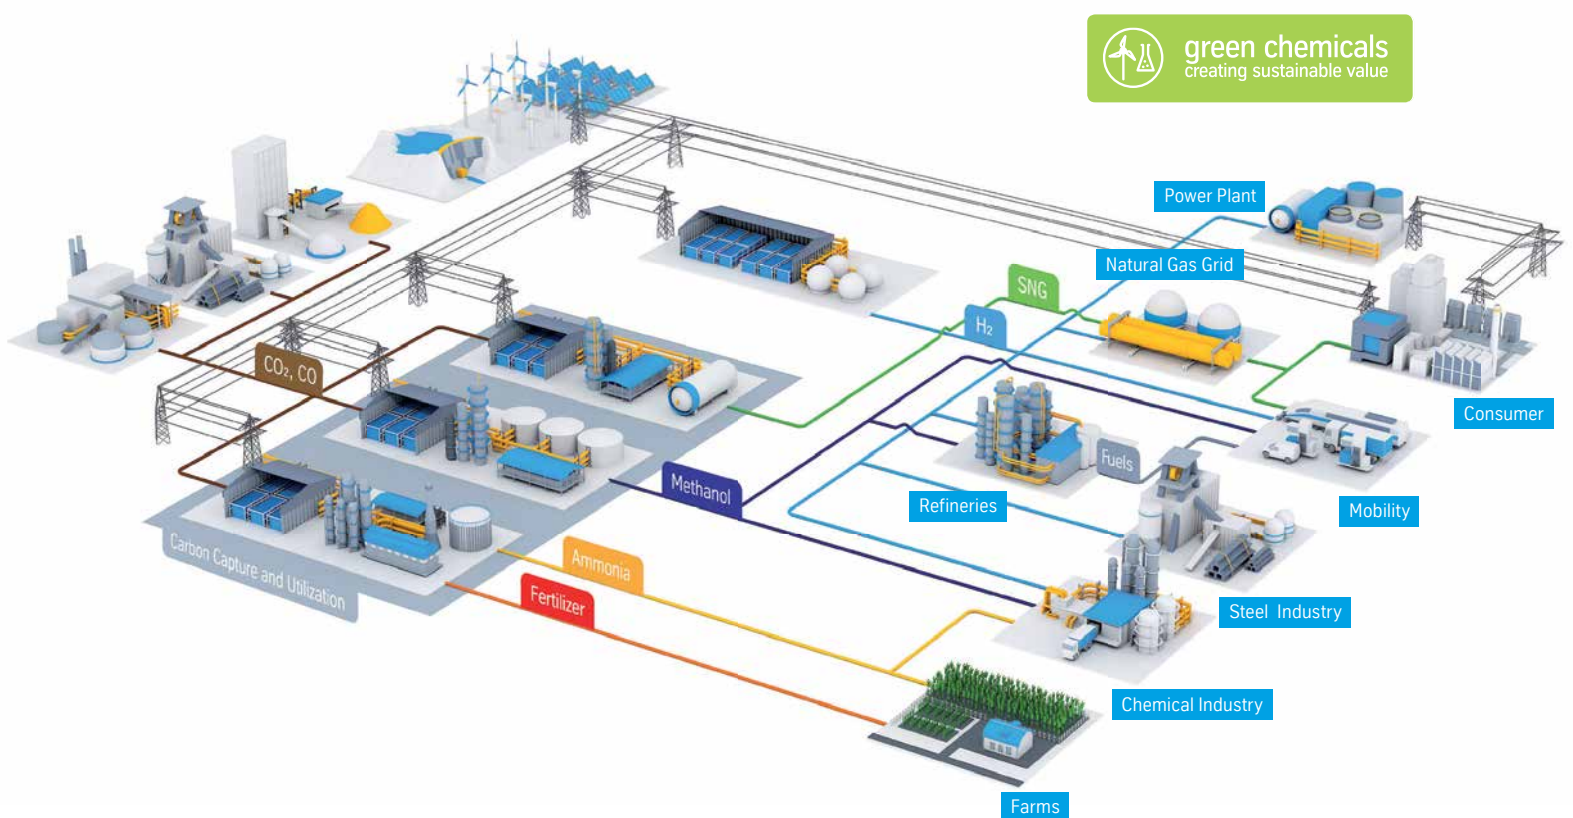 green chemicals
creating sustainable value
Power Plant
Natural Gas Grid
SNG
H₂
CO₂, CO
Consumer
Fuels
Methanol
Refineries
Mobility
Carbon Capture and Utilization
Ammonia
Fertilizer
Steel Industry
Chemical Industry
Farms